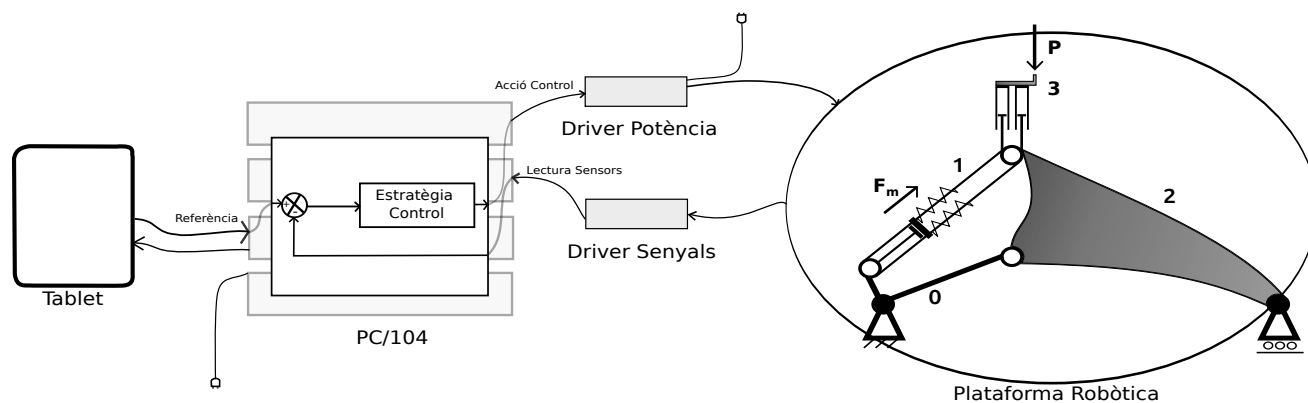 Tablet
Referència
+
-
Estratègia
Control
PC/104
Acció Control
Driver Potència
Lectura Sensors
Driver Senyals
P
3
1
Fm
2
0
Plataforma Robòtica